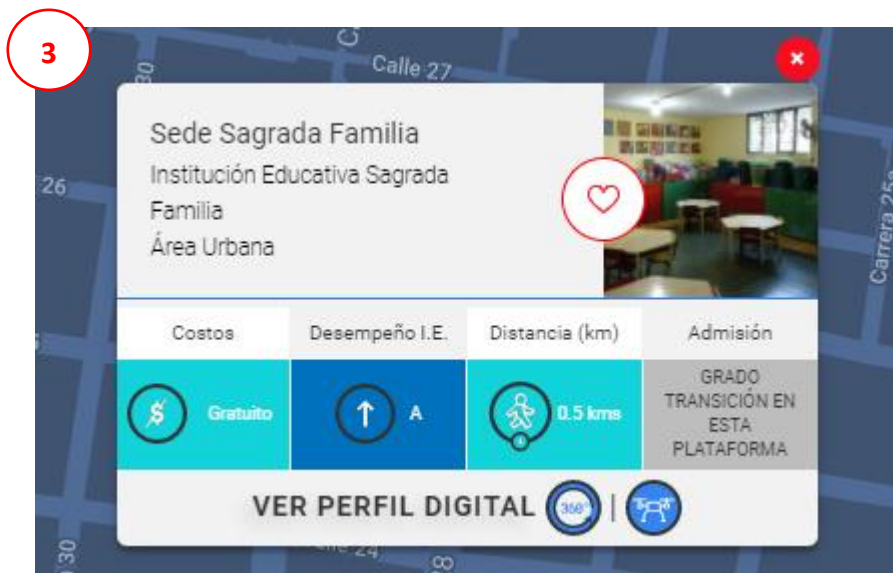 3
Calle 27
30
26
Carrera 25a
Sede Sagrada Familia
Institución Educativa Sagrada
Familia
Área Urbana
Costos
Desempeño I.E.
Distancia (km)
Admisión
$ Gratuito
A
0.5 kms
GRADO
TRANSICIÓN EN
ESTA
PLATAFORMA
VER PERFIL DIGITAL 360° |
Calle 24
30
28